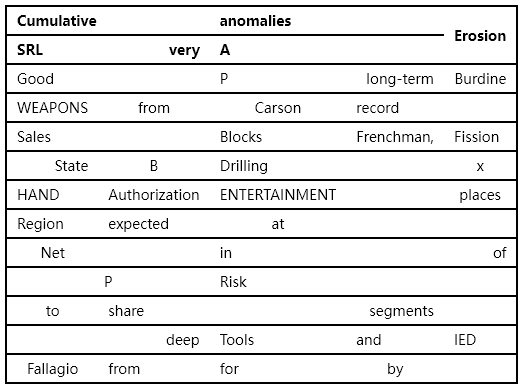 Cumulative anomalies Erosion
SRL very A
Good P long-term Burdine
WEAPONS from Carson record
Sales Blocks Frenchman, Fission
State B Drilling x
HAND Authorization ENTERTAINMENT places
Region expected at
Net in of
P Risk
to share segments
deep Tools and IED
Fallagio from for by